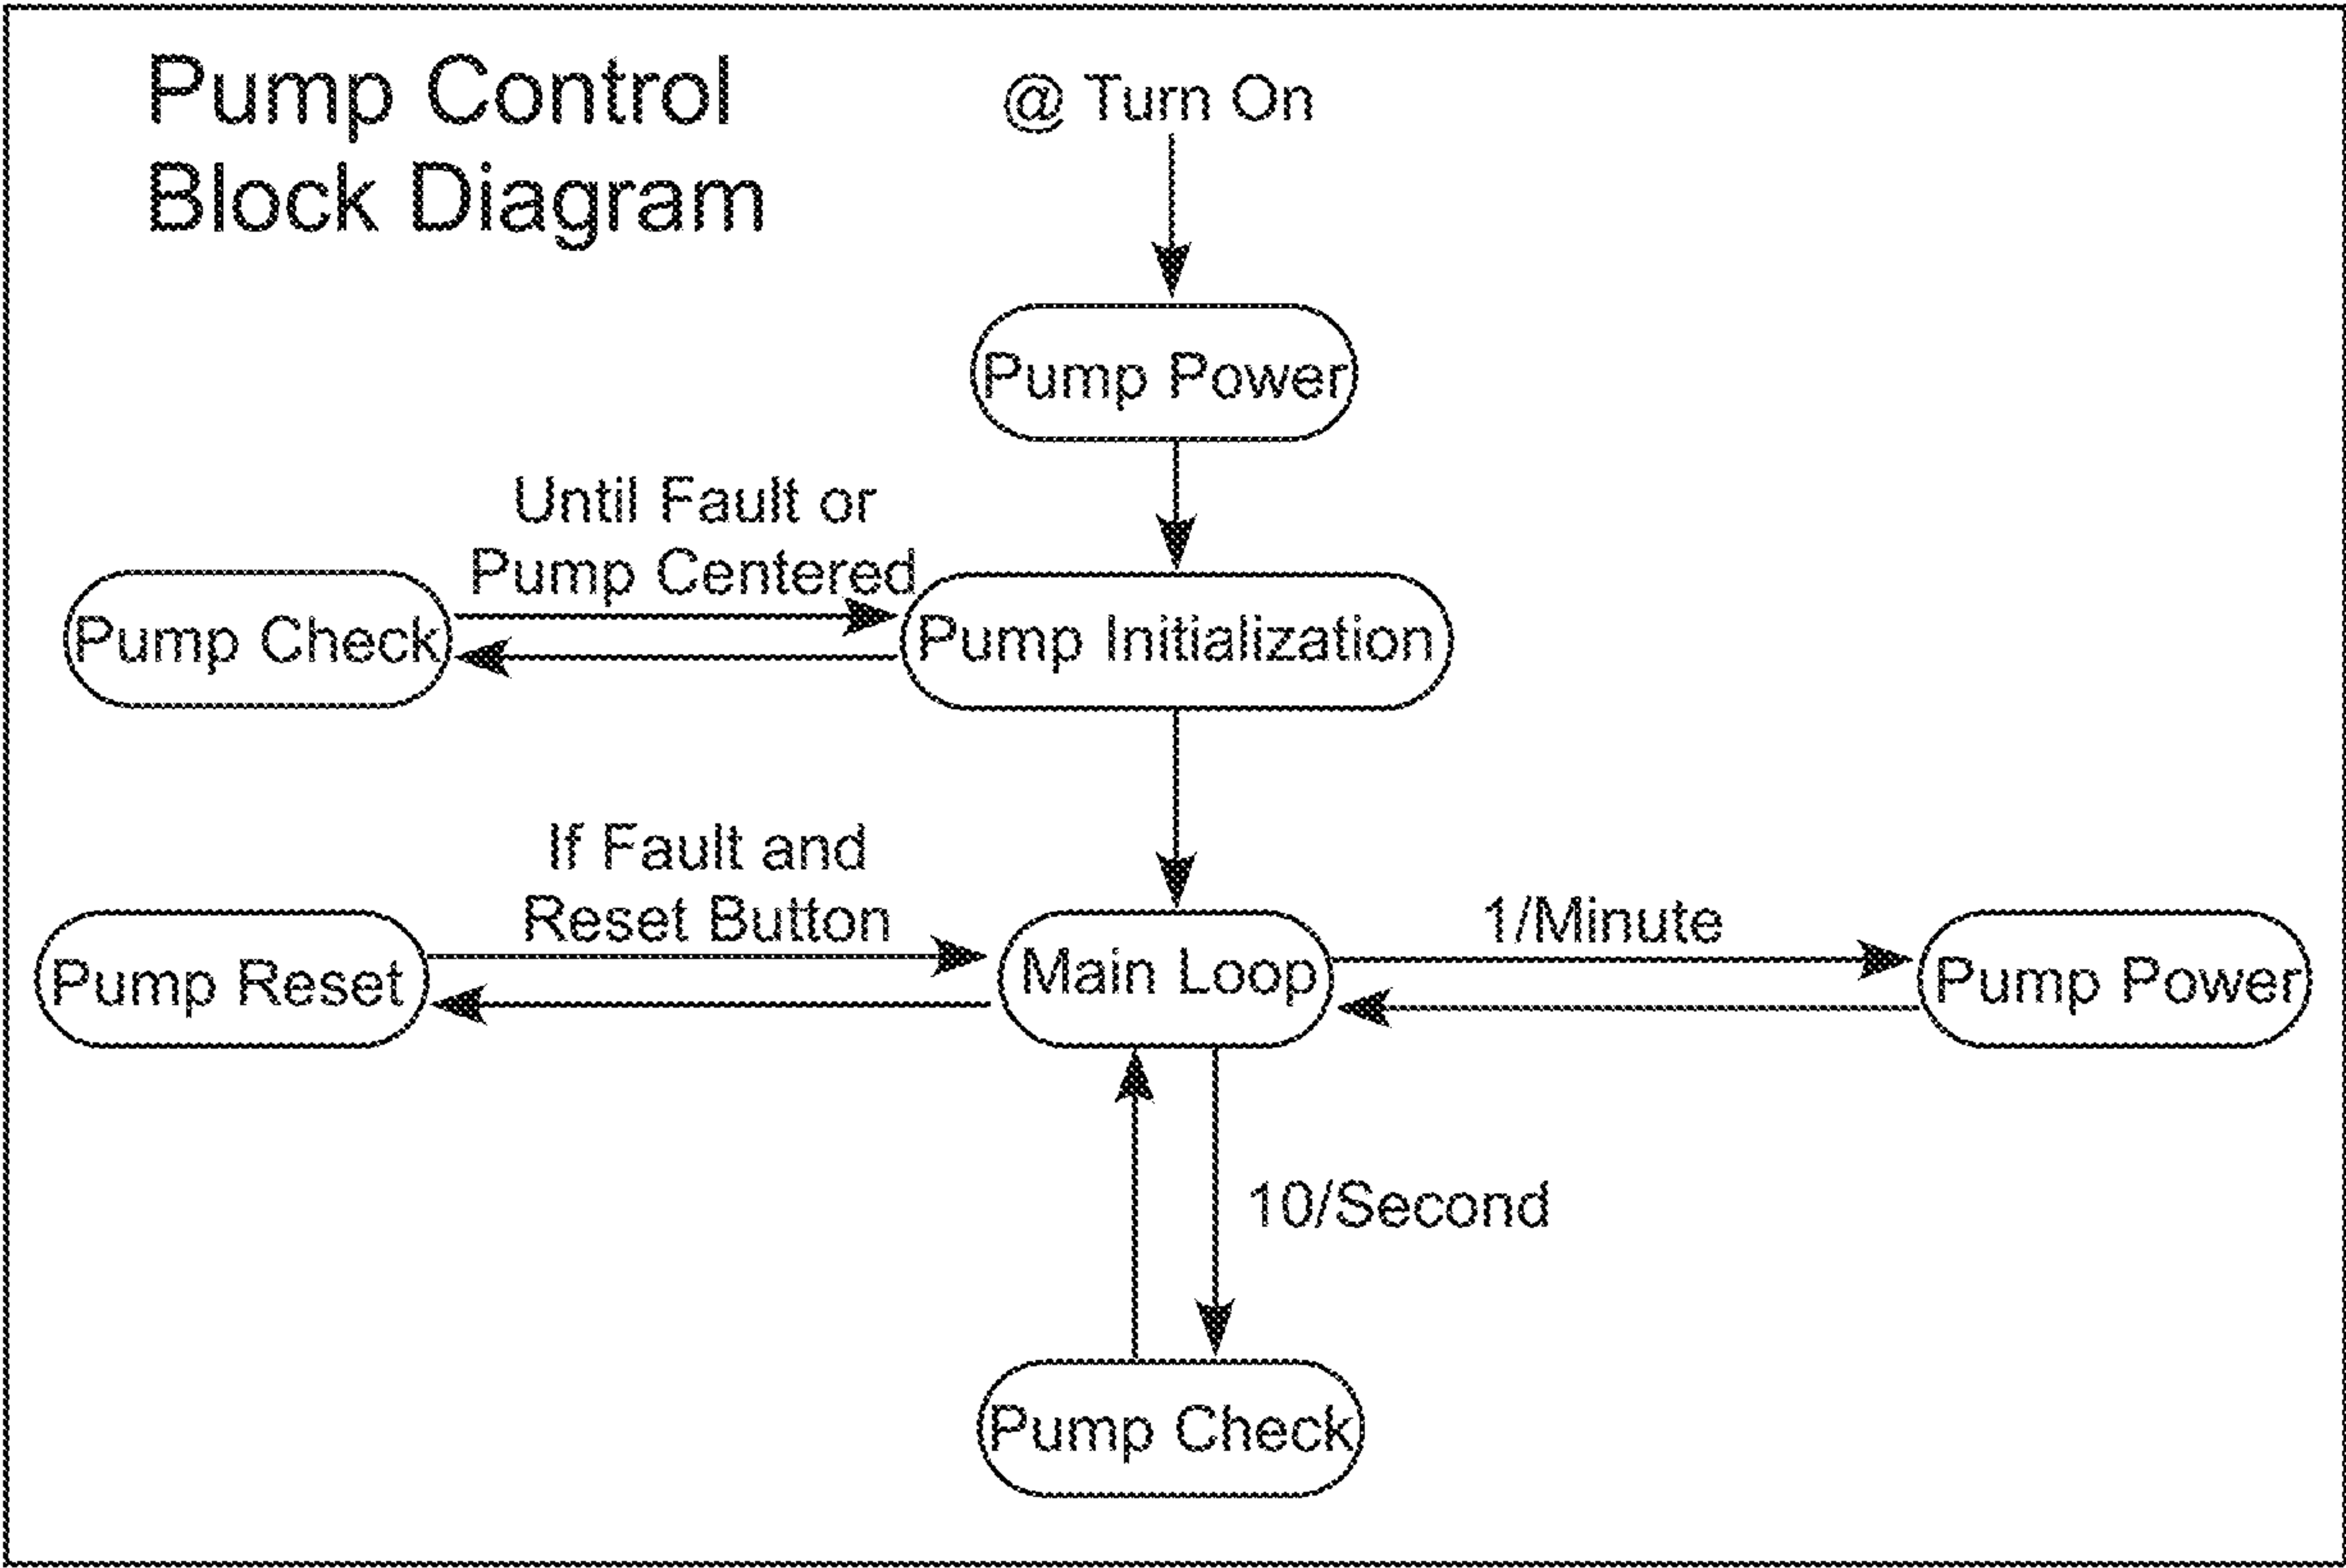 Pump Control
Block Diagram
@ Turn On
Pump Power
Until Fault or
Pump Centered
Pump Check
Pump Initialization
If Fault and
Reset Button
1/Minute
Pump Reset
Main Loop
Pump Power
10/Second
Pump Check